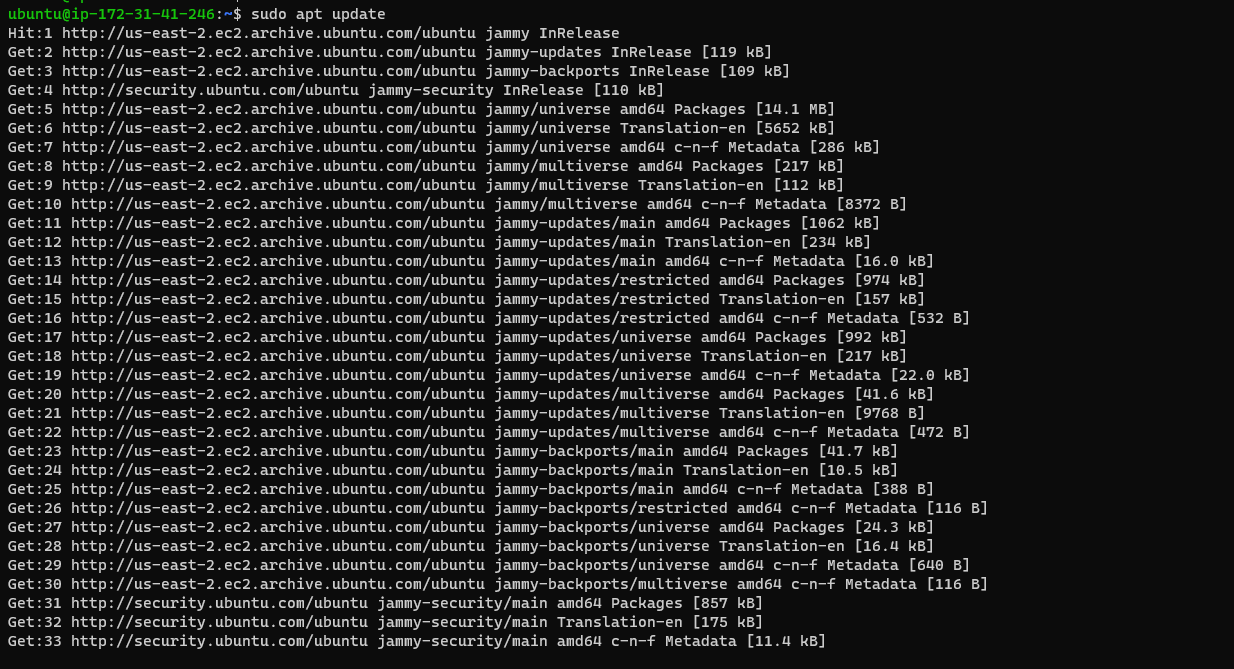 ubuntu@ip-172-31-41-246:~$ sudo apt update
Hit:1 http://us-east-2.ec2.archive.ubuntu.com/ubuntu jammy InRelease
Get:2 http://us-east-2.ec2.archive.ubuntu.com/ubuntu jammy-updates InRelease [119 kB]
Get:3 http://us-east-2.ec2.archive.ubuntu.com/ubuntu jammy-backports InRelease [109 kB]
Get:4 http://security.ubuntu.com/ubuntu jammy-security InRelease [110 kB]
Get:5 http://us-east-2.ec2.archive.ubuntu.com/ubuntu jammy/universe amd64 Packages [14.1 MB]
Get:6 http://us-east-2.ec2.archive.ubuntu.com/ubuntu jammy/universe Translation-en [5652 kB]
Get:7 http://us-east-2.ec2.archive.ubuntu.com/ubuntu jammy/universe amd64 c-n-f Metadata [286 kB]
Get:8 http://us-east-2.ec2.archive.ubuntu.com/ubuntu jammy/multiverse amd64 Packages [217 kB]
Get:9 http://us-east-2.ec2.archive.ubuntu.com/ubuntu jammy/multiverse Translation-en [112 kB]
Get:10 http://us-east-2.ec2.archive.ubuntu.com/ubuntu jammy/multiverse amd64 c-n-f Metadata [8372 B]
Get:11 http://us-east-2.ec2.archive.ubuntu.com/ubuntu jammy-updates/main amd64 Packages [1062 kB]
Get:12 http://us-east-2.ec2.archive.ubuntu.com/ubuntu jammy-updates/main Translation-en [234 kB]
Get:13 http://us-east-2.ec2.archive.ubuntu.com/ubuntu jammy-updates/main amd64 c-n-f Metadata [16.0 kB]
Get:14 http://us-east-2.ec2.archive.ubuntu.com/ubuntu jammy-updates/restricted amd64 Packages [974 kB]
Get:15 http://us-east-2.ec2.archive.ubuntu.com/ubuntu jammy-updates/restricted Translation-en [157 kB]
Get:16 http://us-east-2.ec2.archive.ubuntu.com/ubuntu jammy-updates/restricted amd64 c-n-f Metadata [532 B]
Get:17 http://us-east-2.ec2.archive.ubuntu.com/ubuntu jammy-updates/universe amd64 Packages [992 kB]
Get:18 http://us-east-2.ec2.archive.ubuntu.com/ubuntu jammy-updates/universe Translation-en [217 kB]
Get:19 http://us-east-2.ec2.archive.ubuntu.com/ubuntu jammy-updates/universe amd64 c-n-f Metadata [22.0 kB]
Get:20 http://us-east-2.ec2.archive.ubuntu.com/ubuntu jammy-updates/multiverse amd64 Packages [41.6 kB]
Get:21 http://us-east-2.ec2.archive.ubuntu.com/ubuntu jammy-updates/multiverse Translation-en [9768 B]
Get:22 http://us-east-2.ec2.archive.ubuntu.com/ubuntu jammy-updates/multiverse amd64 c-n-f Metadata [472 B]
Get:23 http://us-east-2.ec2.archive.ubuntu.com/ubuntu jammy-backports/main amd64 Packages [41.7 kB]
Get:24 http://us-east-2.ec2.archive.ubuntu.com/ubuntu jammy-backports/main Translation-en [10.5 kB]
Get:25 http://us-east-2.ec2.archive.ubuntu.com/ubuntu jammy-backports/main amd64 c-n-f Metadata [388 B]
Get:26 http://us-east-2.ec2.archive.ubuntu.com/ubuntu jammy-backports/restricted amd64 c-n-f Metadata [116 B]
Get:27 http://us-east-2.ec2.archive.ubuntu.com/ubuntu jammy-backports/universe amd64 Packages [24.3 kB]
Get:28 http://us-east-2.ec2.archive.ubuntu.com/ubuntu jammy-backports/universe Translation-en [16.4 kB]
Get:29 http://us-east-2.ec2.archive.ubuntu.com/ubuntu jammy-backports/universe amd64 c-n-f Metadata [640 B]
Get:30 http://us-east-2.ec2.archive.ubuntu.com/ubuntu jammy-backports/multiverse amd64 c-n-f Metadata [116 B]
Get:31 http://security.ubuntu.com/ubuntu jammy-security/main amd64 Packages [857 kB]
Get:32 http://security.ubuntu.com/ubuntu jammy-security/main Translation-en [175 kB]
Get:33 http://security.ubuntu.com/ubuntu jammy-security/main amd64 c-n-f Metadata [11.4 kB]